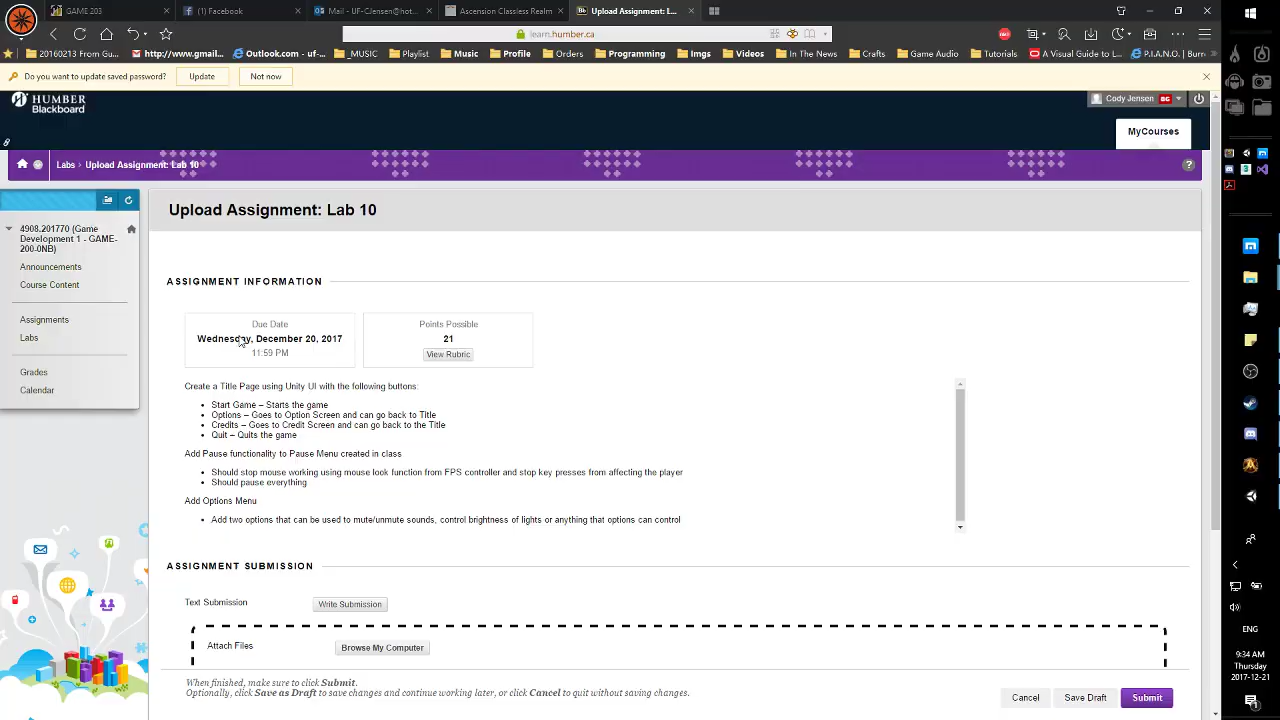 GAME 203
(1) Facebook
Mail - UF-CJensen@hot...
Ascension Classless Realm
Upload Assignment: L...
learn.humber.ca
20160213 From Gu...
http://www.gmail...
Outlook.com - uf-...
_MUSIC
Playlist
Music
Profile
Orders
Programming
Imgs
Videos
In The News
Crafts
Game Audio
Tutorials
A Visual Guide to L...
P.I.A.N.O. | Burn
Do you want to update saved password?
Update
Not now
HUMBER
Blackboard
Cody Jensen
MyCourses
Labs > Upload Assignment: Lab 10
4908.201770 (Game
Development 1 - GAME-
200-0NB)
Announcements
Course Content
Assignments
Labs
Grades
Calendar
Upload Assignment: Lab 10
ASSIGNMENT INFORMATION
Due Date
Wednesday, December 20, 2017
11:59 PM
Points Possible
21
View Rubric
Create a Title Page using Unity UI with the following buttons:
Start Game – Starts the game
Options – Goes to Option Screen and can go back to Title
Credits – Goes to Credit Screen and can go back to the Title
Quit – Quits the game
Add Pause functionality to Pause Menu created in class
Should stop mouse working using mouse look function from FPS controller and stop key presses from affecting the player
Should pause everything
Add Options Menu
Add two options that can be used to mute/unmute sounds, control brightness of lights or anything that options can control
ASSIGNMENT SUBMISSION
Text Submission
Write Submission
Attach Files
Browse My Computer
When finished, make sure to click Submit.
Optionally, click Save as Draft to save changes and continue working later, or click Cancel to quit without saving changes.
Cancel
Save Draft
Submit
ENG
9:34 AM
Thursday
2017-12-21